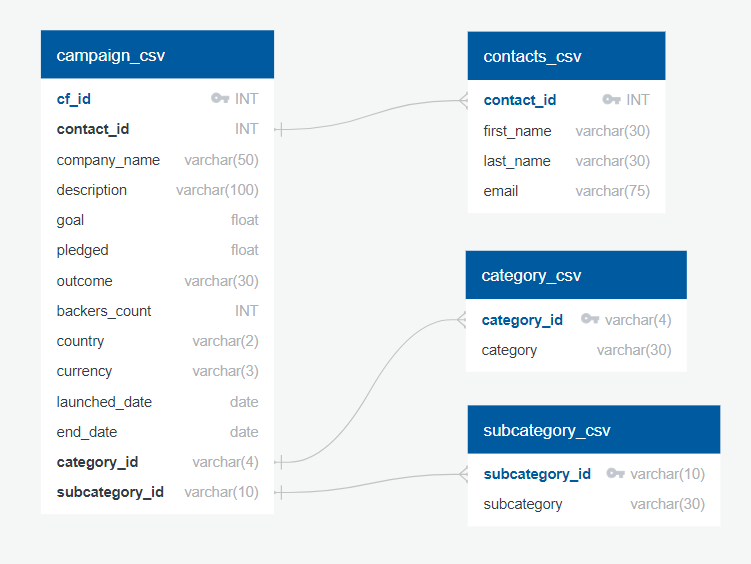 campaign_csv
cf_id INT
contact_id INT
company_name varchar(50)
description varchar(100)
goal float
pledged float
outcome varchar(30)
backers_count INT
country varchar(2)
currency varchar(3)
launched_date date
end_date date
category_id varchar(4)
subcategory_id varchar(10)
contacts_csv
contact_id INT
first_name varchar(30)
last_name varchar(30)
email varchar(75)
category_csv
category_id varchar(4)
category varchar(30)
subcategory_csv
subcategory_id varchar(10)
subcategory varchar(30)